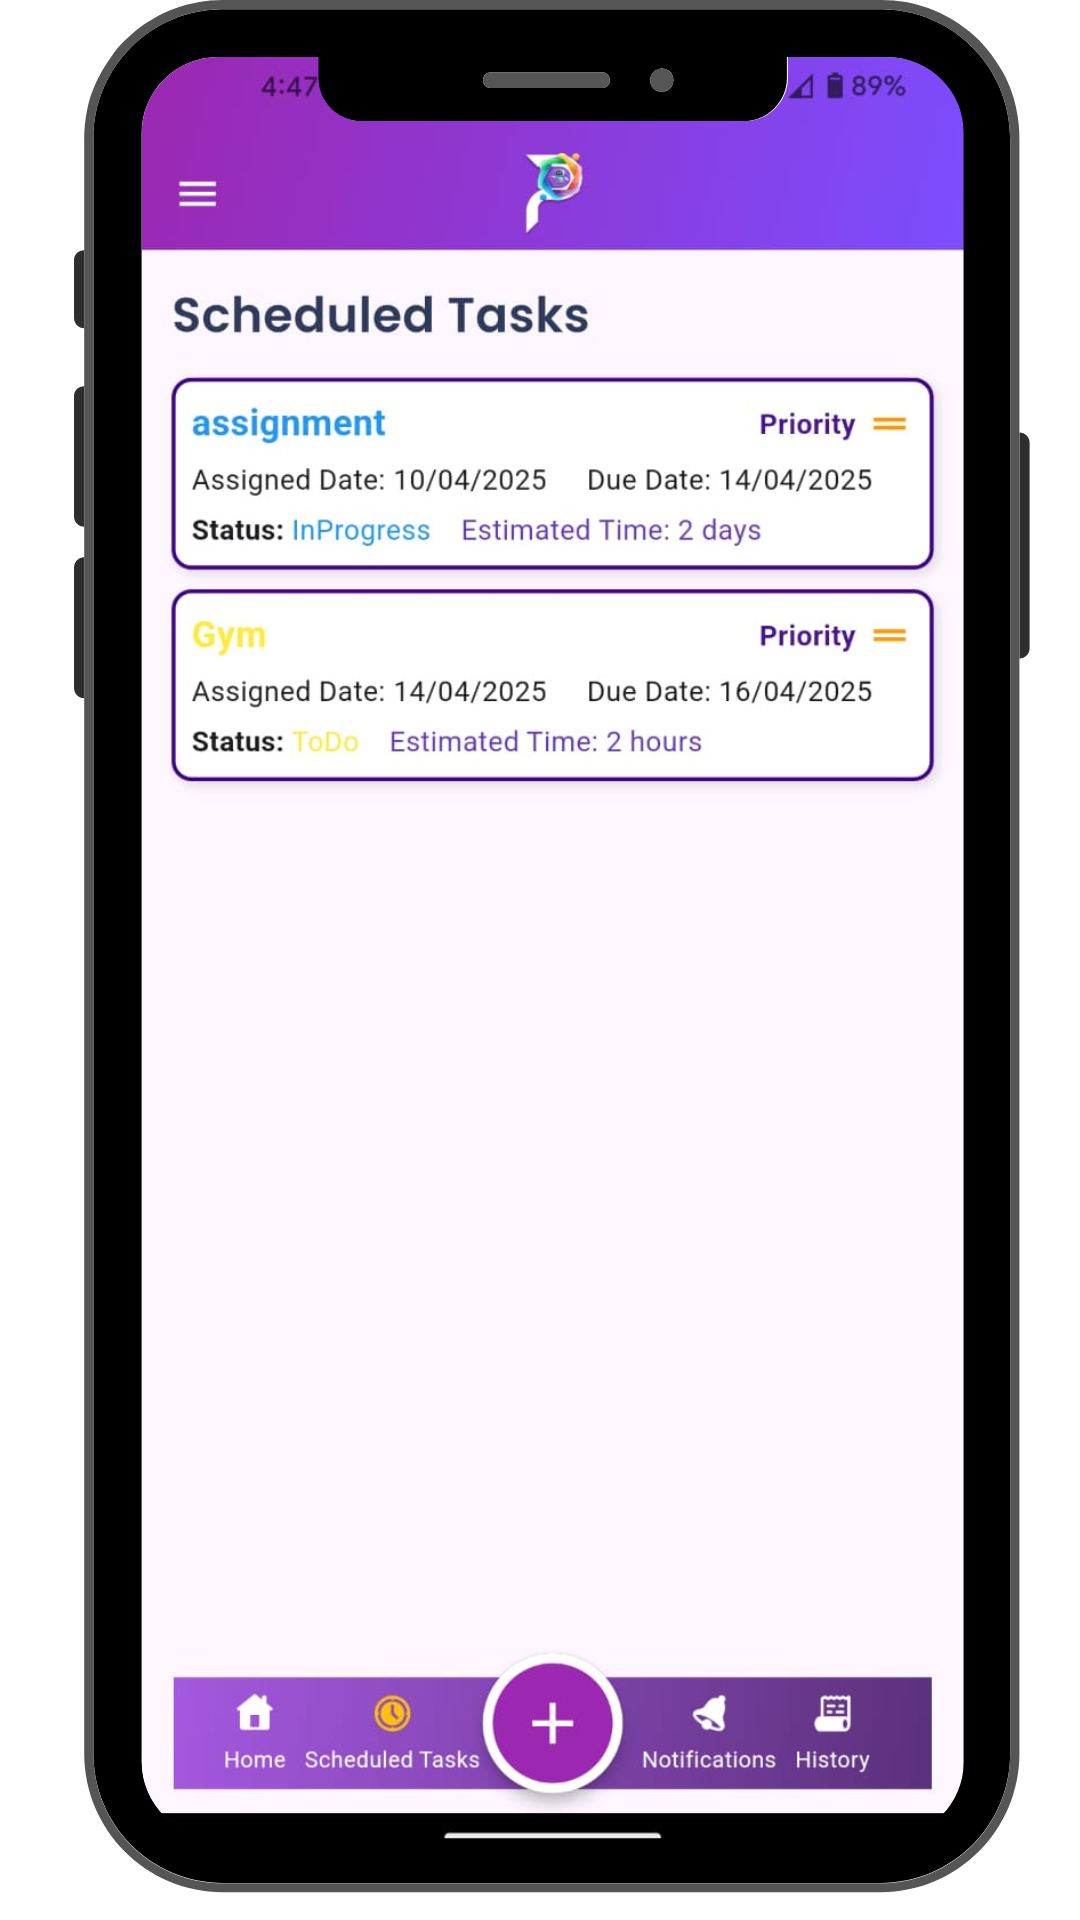 4:47
89%
Scheduled Tasks
assignment Priority
Assigned Date: 10/04/2025 Due Date: 14/04/2025
Status: InProgress Estimated Time: 2 days
Gym Priority
Assigned Date: 14/04/2025 Due Date: 16/04/2025
Status: ToDo Estimated Time: 2 hours
Home Scheduled Tasks Notifications History